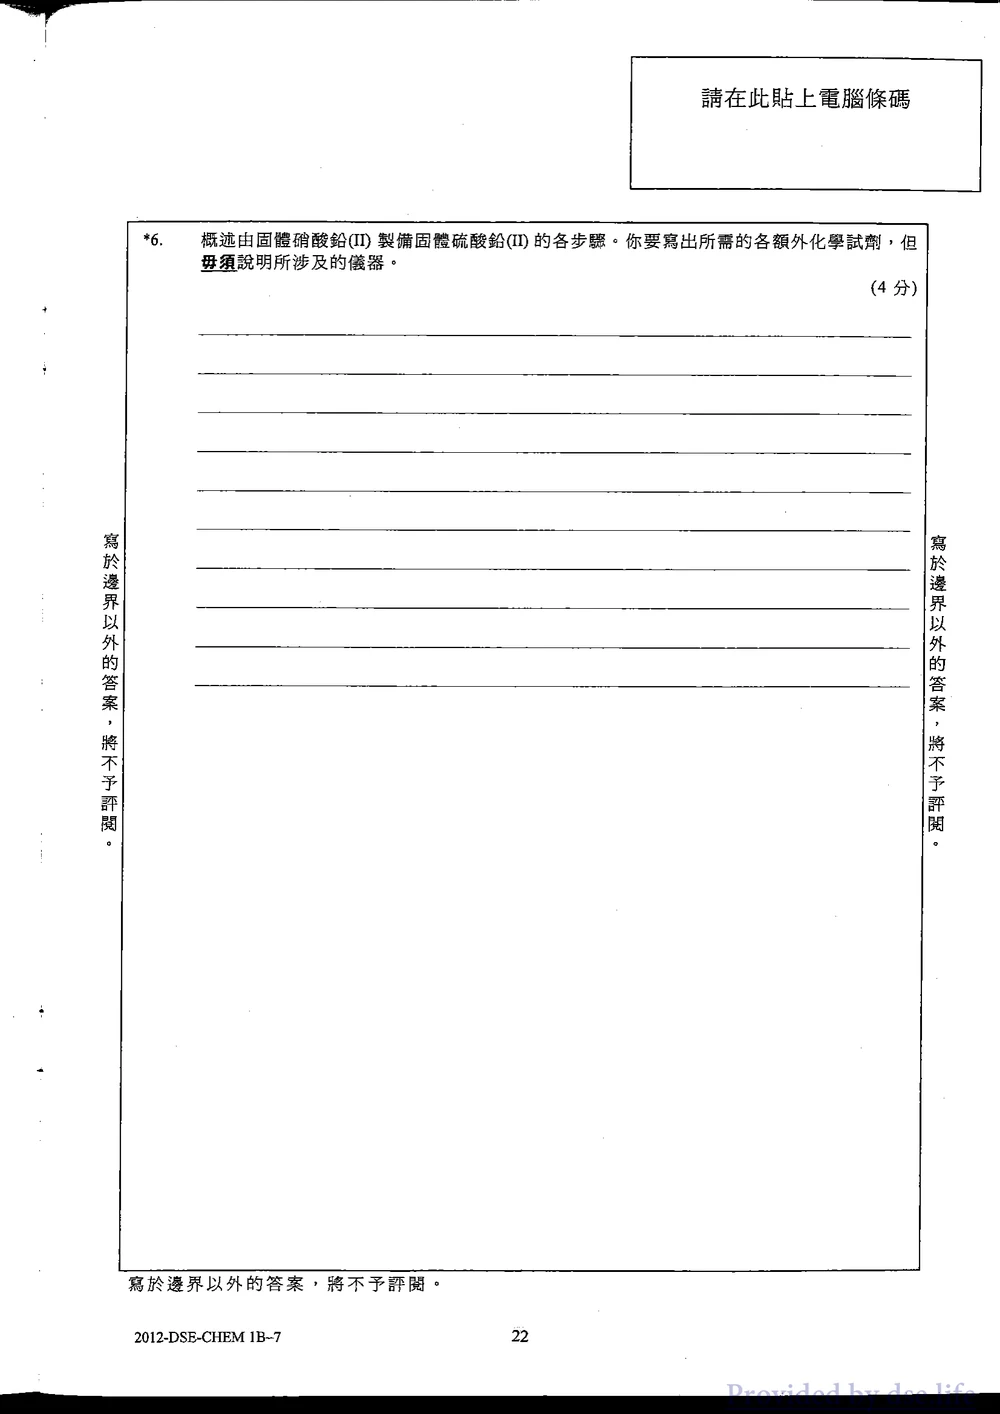 請在此貼上電腦條碼
*6. 概述由固體硝酸鉛(II) 製備固體硫酸鉛(II) 的各步驟。你要寫出所需的各額外化學試劑，但
毋須說明所涉及的儀器。
(4 分)
寫於邊界以外的答案，將不予評閱。
寫於邊界以外的答案，將不予評閱。
寫於邊界以外的答案，將不予評閱。
2012-DSE-CHEM 1B–7
22
Provided by dse.life